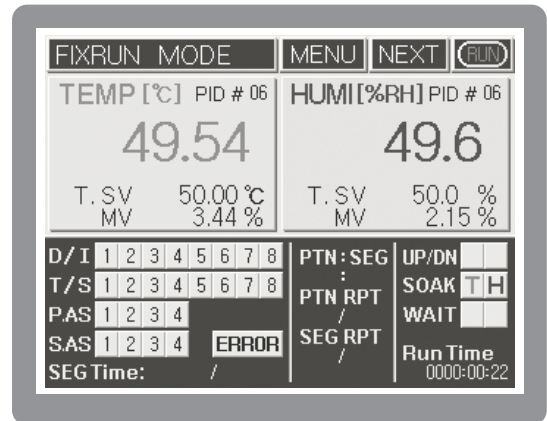 FIXRUN MODE MENU NEXT RUN
TEMP [℃] PID # 06
49.54
T. SV 50.00 ℃
MV 3.44 %
HUMI [%RH] PID # 06
49.6
T. SV 50.0 %
MV 2.15 %
D/I 1 2 3 4 5 6 7 8
T/S 1 2 3 4 5 6 7 8
P.AS 1 2 3 4
S.AS 1 2 3 4 ERROR
SEG Time: /
PTN:SEG
:
PTN RPT
/
SEG RPT
/
UP/DN
SOAK T H
WAIT
Run Time
0000:00:22